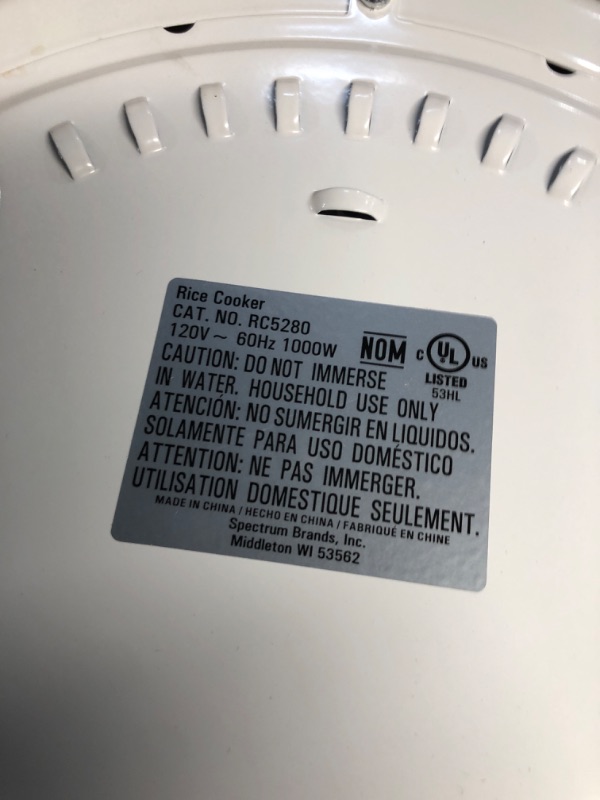 Rice Cooker
CAT. NO. RC5280
120V ~ 60Hz 1000W
NOM
C UL US
LISTED
53HL
CAUTION: DO NOT IMMERSE
IN WATER. HOUSEHOLD USE ONLY
ATENCIÓN: NO SUMERGIR EN LIQUIDOS.
SOLAMENTE PARA USO DOMÉSTICO
ATTENTION: NE PAS IMMERGER.
UTILISATION DOMESTIQUE SEULEMENT.
MADE IN CHINA / HECHO EN CHINA / FABRIQUÉ EN CHINE
Spectrum Brands, Inc.
Middleton WI 53562